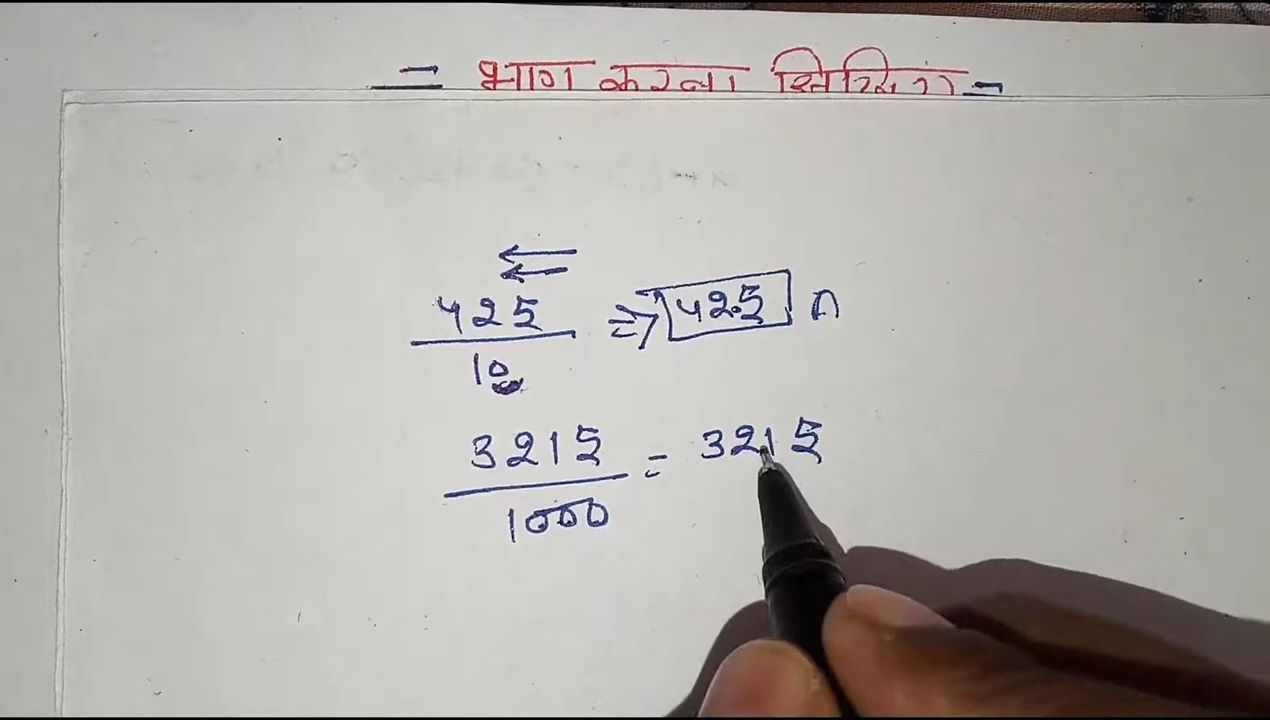 = भाग करना सिखिए =
425 / 10 => 42.5
3215 / 1000 = 3215